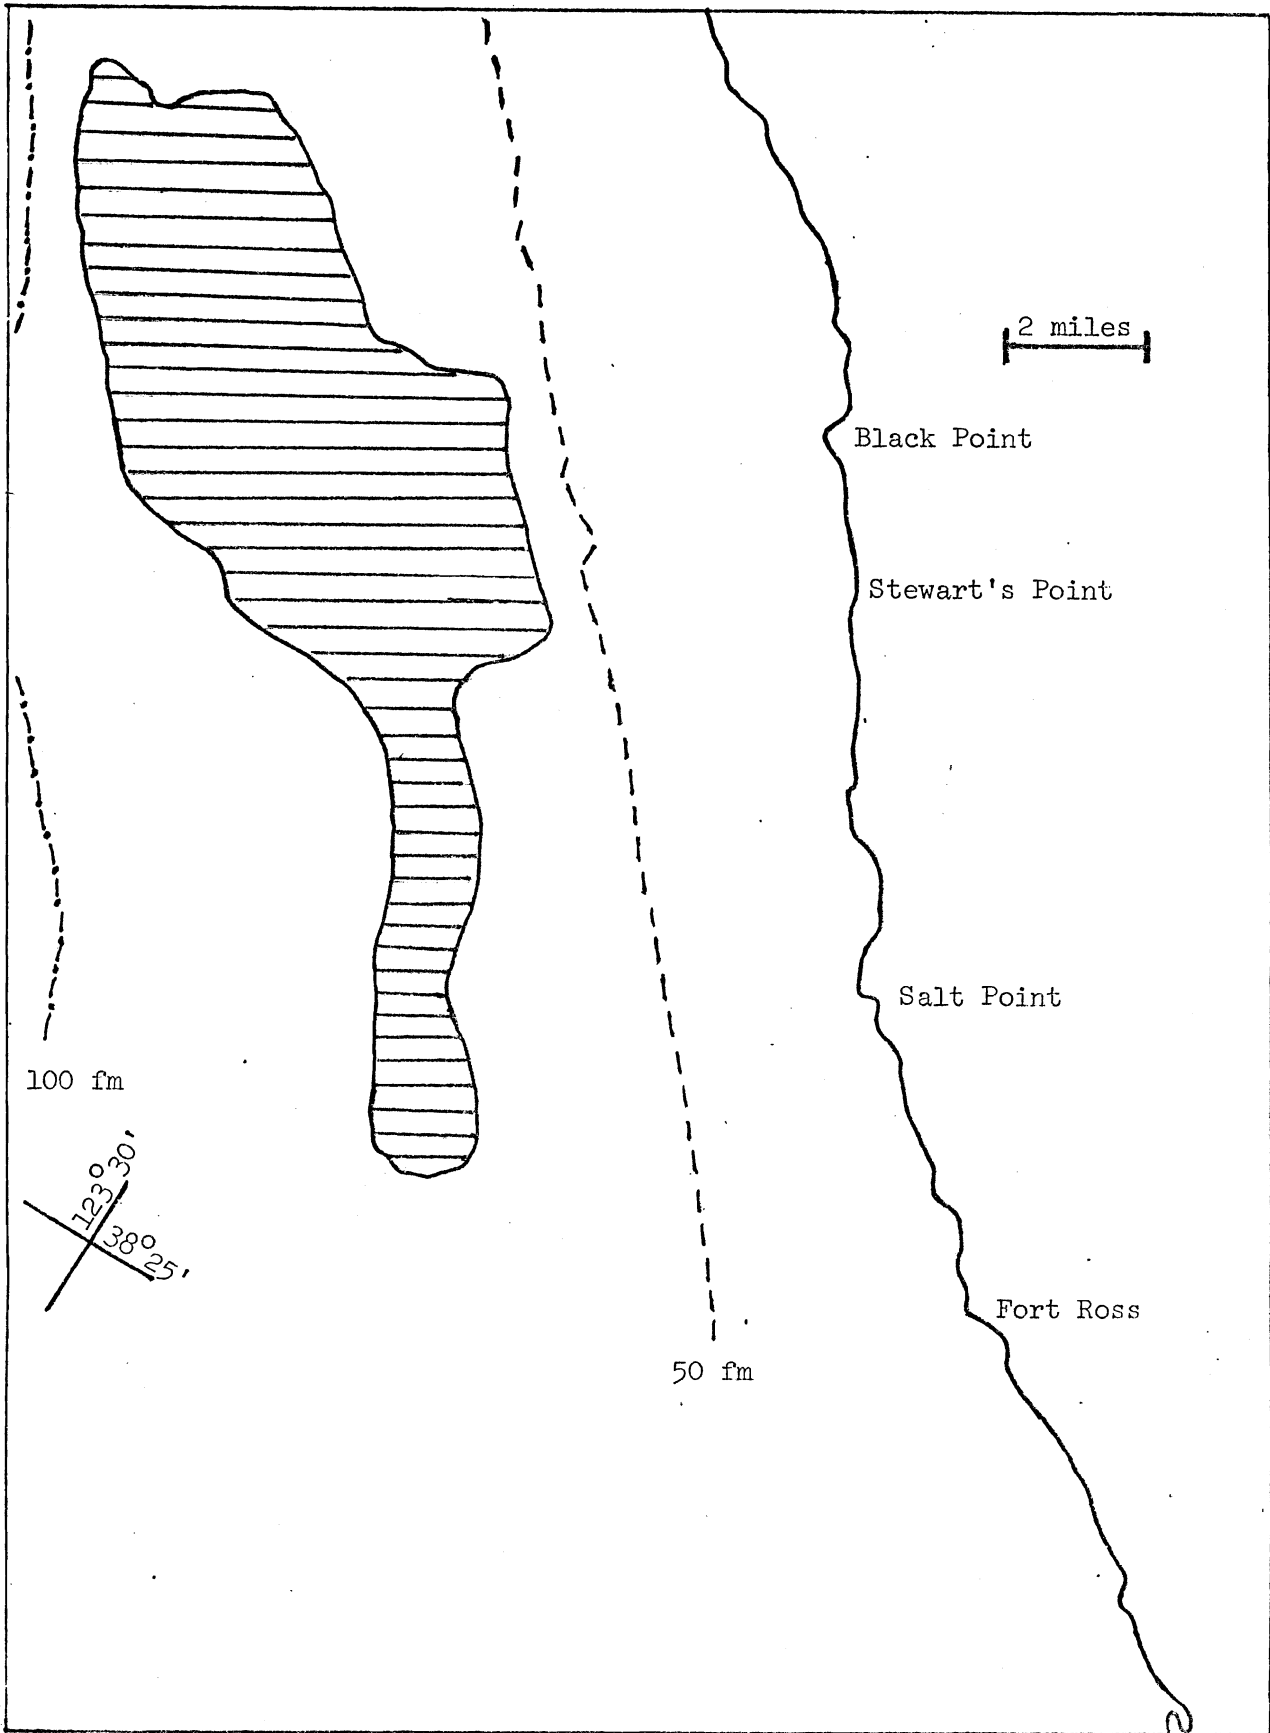 2 miles
Black Point
Stewart's Point
Salt Point
100 fm
123° 30'
38° 25'
Fort Ross
50 fm